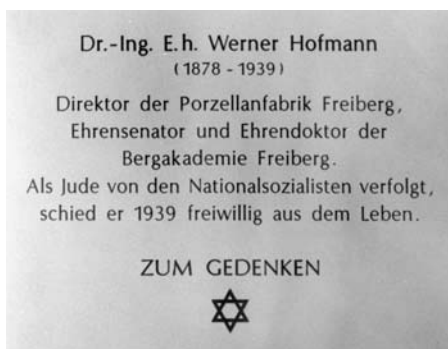 Dr.-Ing. E.h. Werner Hofmann
(1878 - 1939)
Direktor der Porzellanfabrik Freiberg,
Ehrensenator und Ehrendoktor der
Bergakademie Freiberg.
Als Jude von den Nationalsozialisten verfolgt,
schied er 1939 freiwillig aus dem Leben.
ZUM GEDENKEN